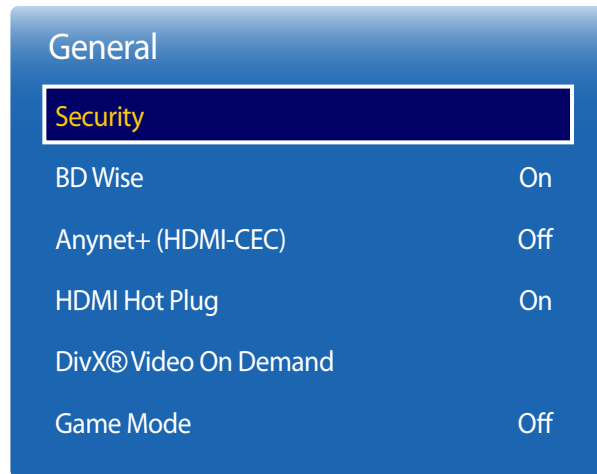 General
Security
BD Wise On
Anynet+ (HDMI-CEC) Off
HDMI Hot Plug On
DivX® Video On Demand
Game Mode Off